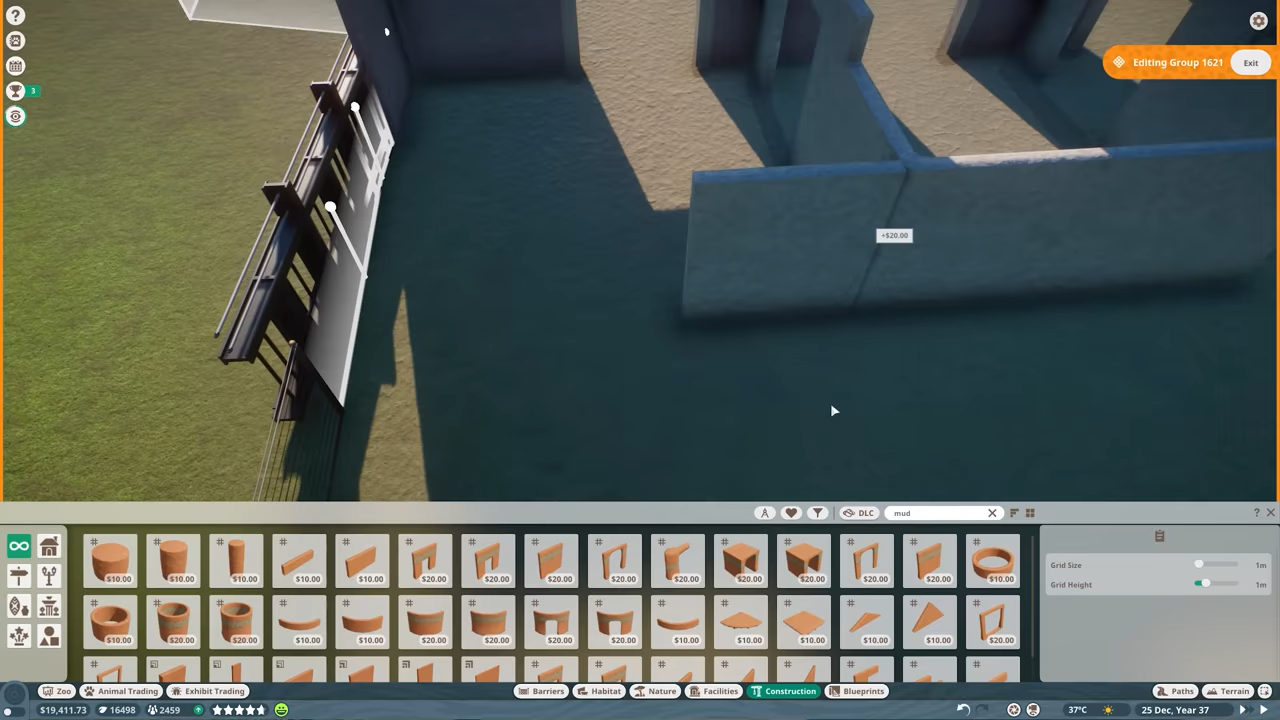 ?
Editing Group 1621 Exit
3
+$20.00
DLC mud
?
$10.00 $10.00 $10.00 $10.00 $10.00 $20.00 $20.00 $20.00 $20.00 $20.00 $20.00 $20.00 $20.00 $20.00 $10.00
$10.00 $20.00 $20.00 $10.00 $10.00 $20.00 $20.00 $20.00 $20.00 $10.00 $10.00 $10.00 $10.00 $10.00 $20.00
Grid Size 1m
Grid Height 1m
Zoo Animal Trading Exhibit Trading Barriers Habitat Nature Facilities Construction Blueprints Paths Terrain
$19,411.73 16498 2459 37°C 25 Dec, Year 37